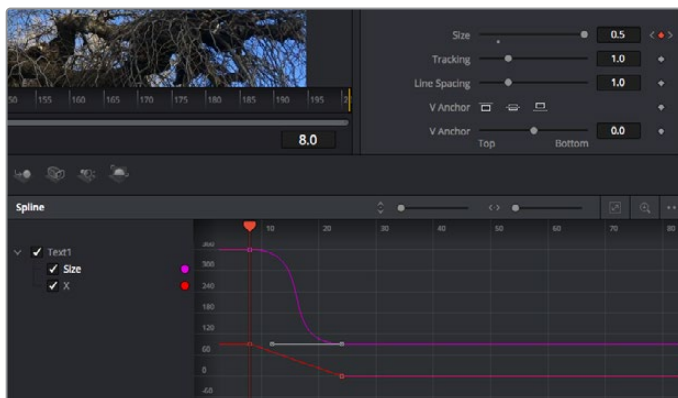 Size 0.5
Tracking 1.0
Line Spacing 1.0
50 155 160 165 170 175 180 185 190 195
V Anchor
8.0
V Anchor 0.0
Top Bottom
Spline
10 20 30 40 50 60 70 80
Text1
Size
X
300
240
180
120
60
0
-60